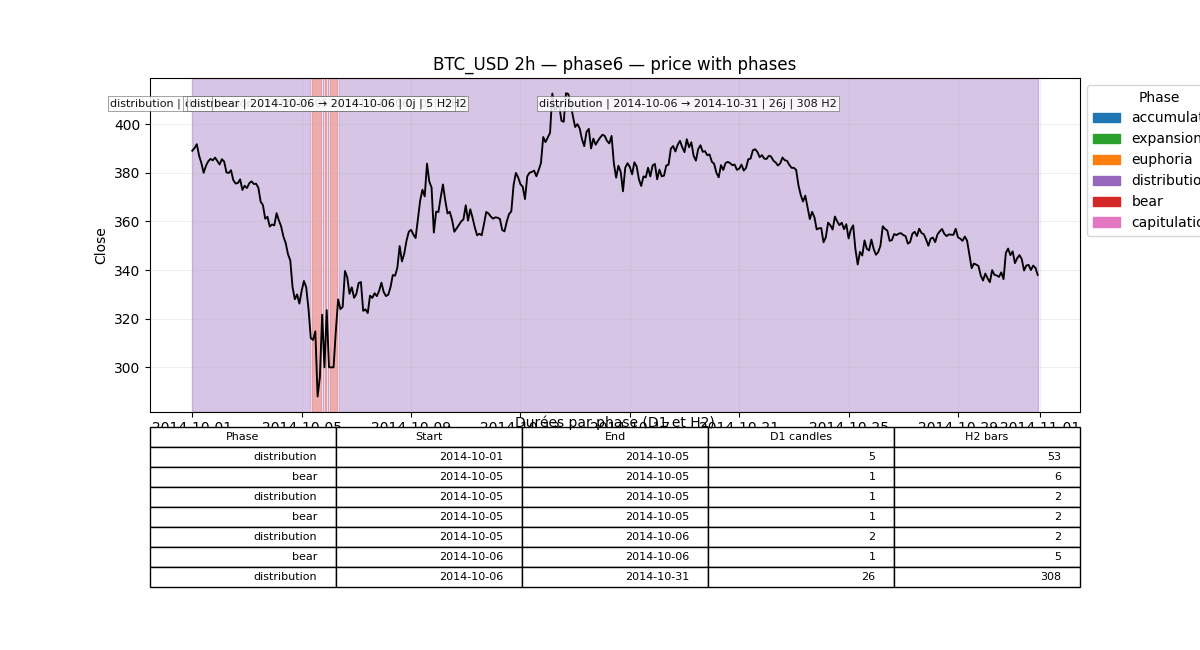 BTC_USD 2h — phase6 — price with phases
distribution | distribution bear | 2014-10-06 → 2014-10-06 | 0j | 5 H2 H2
distribution | 2014-10-06 → 2014-10-31 | 26j | 308 H2
Phase
accumulat
expansion
euphoria
distributio
bear
capitulatic
Close
400
380
360
340
320
300
2014-10-01 2014-10-05 2014-10-09 2014-10-21 2014-10-25 2014-10-29 2014-11-01
Durées par phase (D1 et H2)
Phase Start End D1 candles H2 bars
distribution 2014-10-01 2014-10-05 5 53
bear 2014-10-05 2014-10-05 1 6
distribution 2014-10-05 2014-10-05 1 2
bear 2014-10-05 2014-10-05 1 2
distribution 2014-10-05 2014-10-06 2 2
bear 2014-10-06 2014-10-06 1 5
distribution 2014-10-06 2014-10-31 26 308